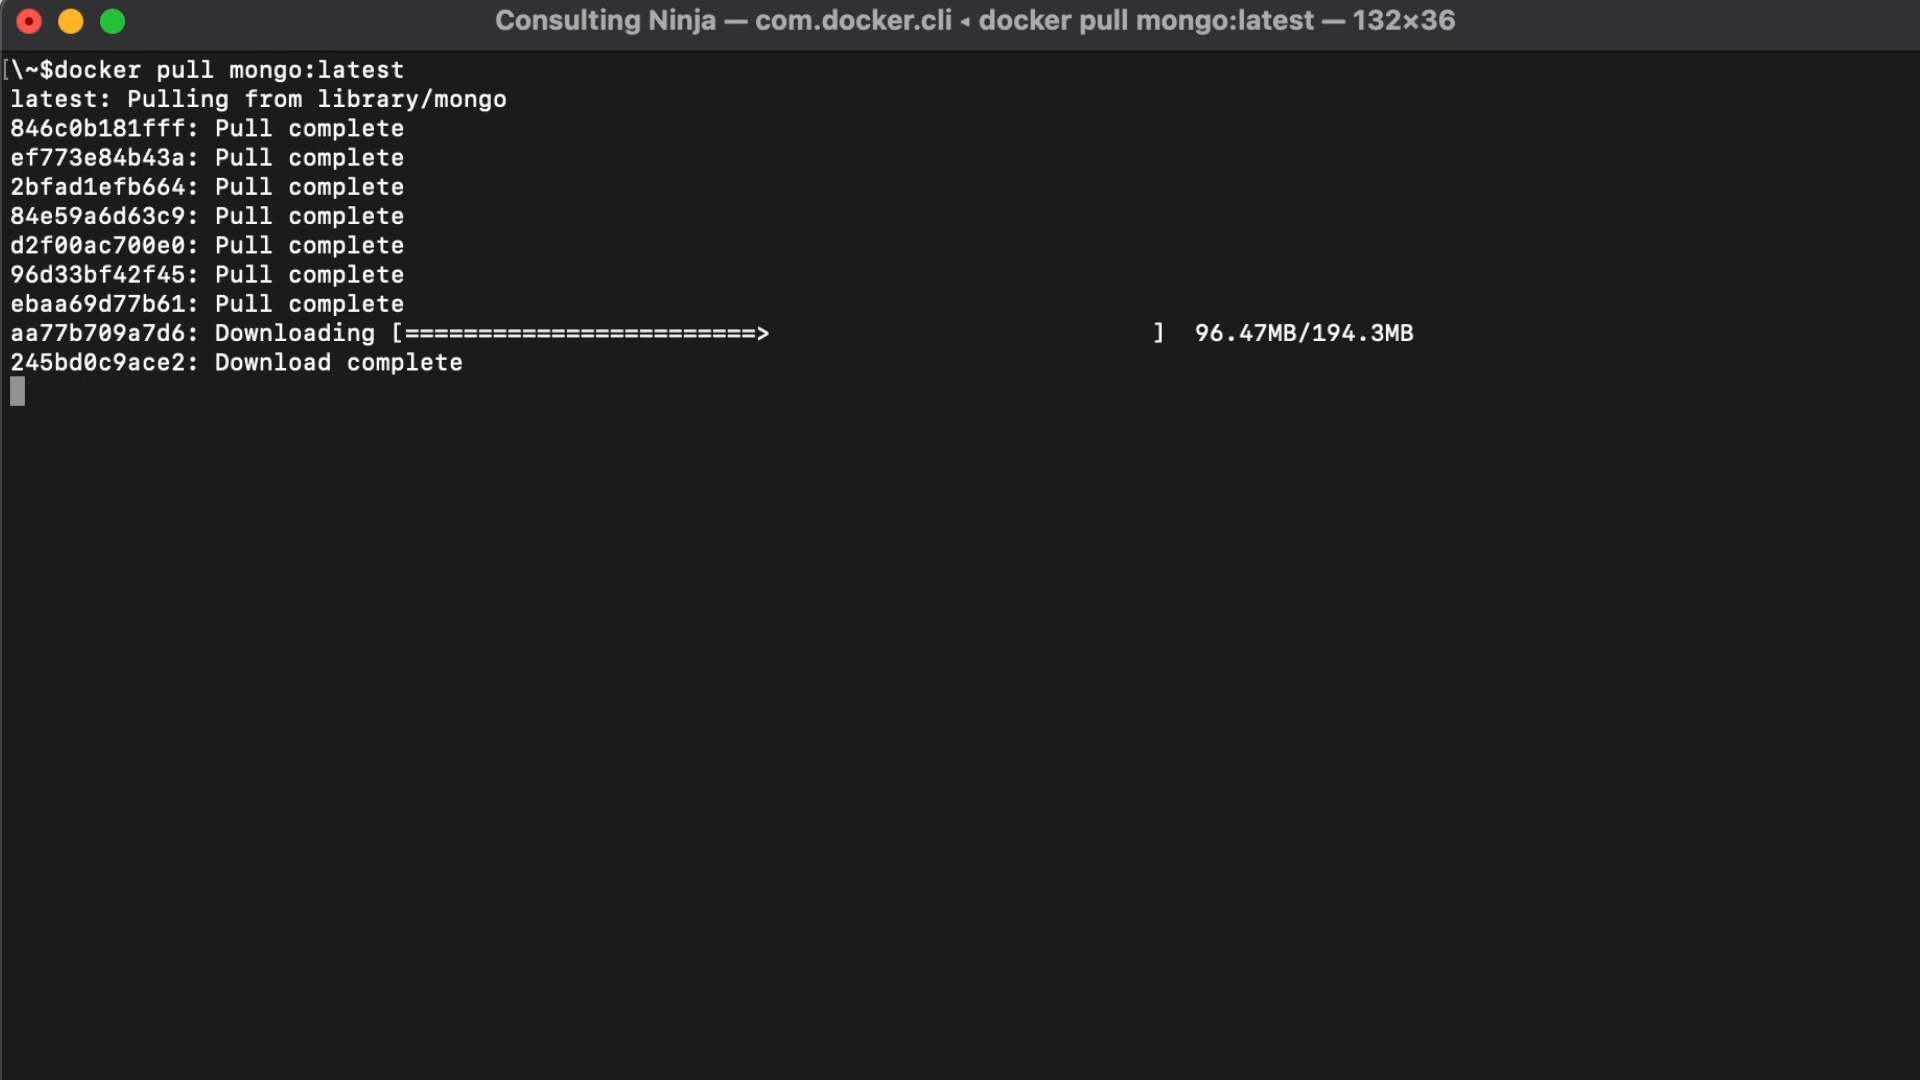 Consulting Ninja — com.docker.cli ◂ docker pull mongo:latest — 132×36
[\~$docker pull mongo:latest
latest: Pulling from library/mongo
846c0b181fff: Pull complete
ef773e84b43a: Pull complete
2bfad1efb664: Pull complete
84e59a6d63c9: Pull complete
d2f00ac700e0: Pull complete
96d33bf42f45: Pull complete
ebaa69d77b61: Pull complete
aa77b709a7d6: Downloading [========================>                          ]  96.47MB/194.3MB
245bd0c9ace2: Download complete